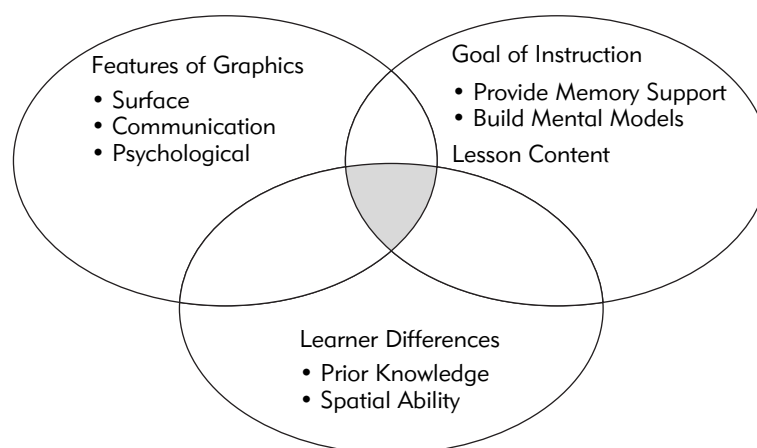 Features of Graphics
• Surface
• Communication
• Psychological
Goal of Instruction
• Provide Memory Support
• Build Mental Models
Lesson Content
Learner Differences
• Prior Knowledge
• Spatial Ability